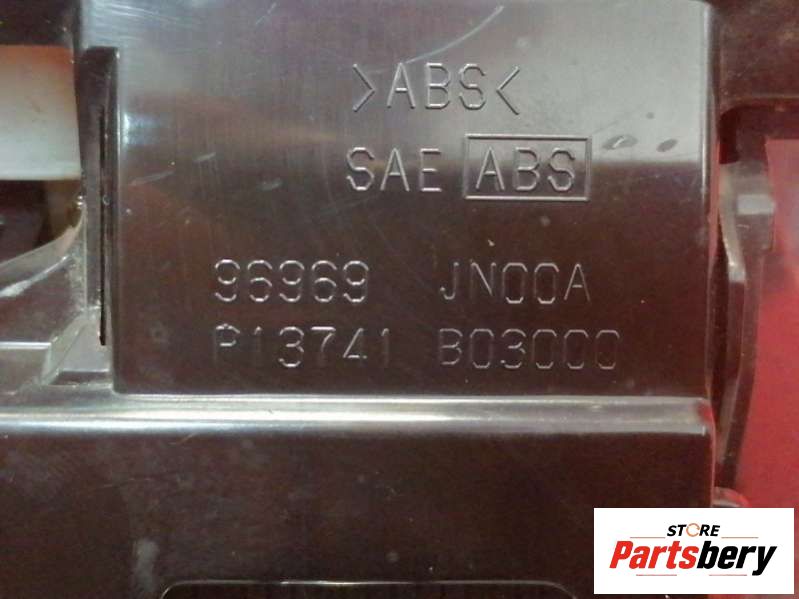 >ABS<
SAE ABS
96969 JN00A
P13741 B03000
STORE
Partsbery